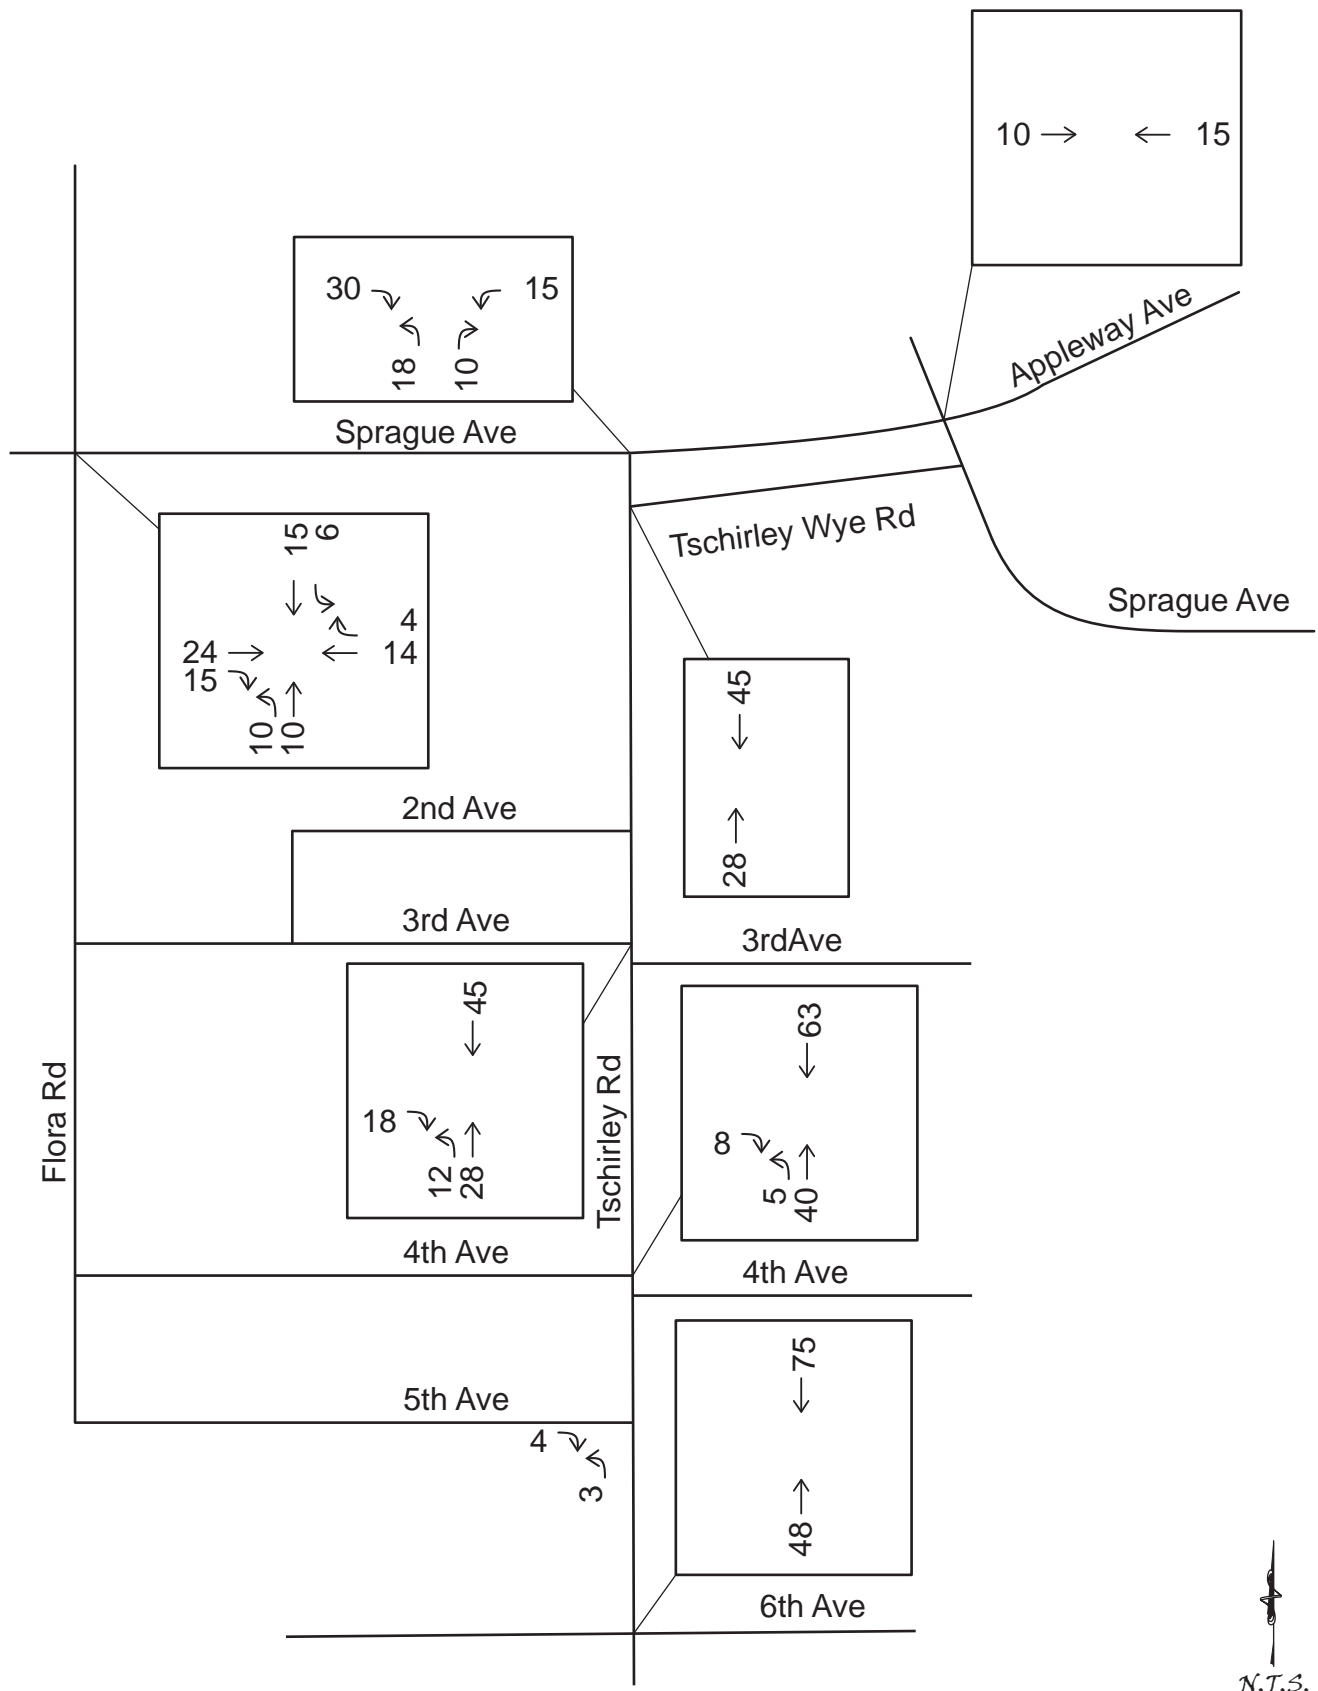 10 15
30 15
18 10
Appleway Ave
Sprague Ave
Tschirley Wye Rd
15 6
4
24 14
15
10 10
Sprague Ave
45
28
2nd Ave
3rd Ave
3rdAve
45
18
12 28
63
8
5 40
Flora Rd
Tschirley Rd
4th Ave
4th Ave
75
48
5th Ave
4
3
6th Ave
N.T.S.